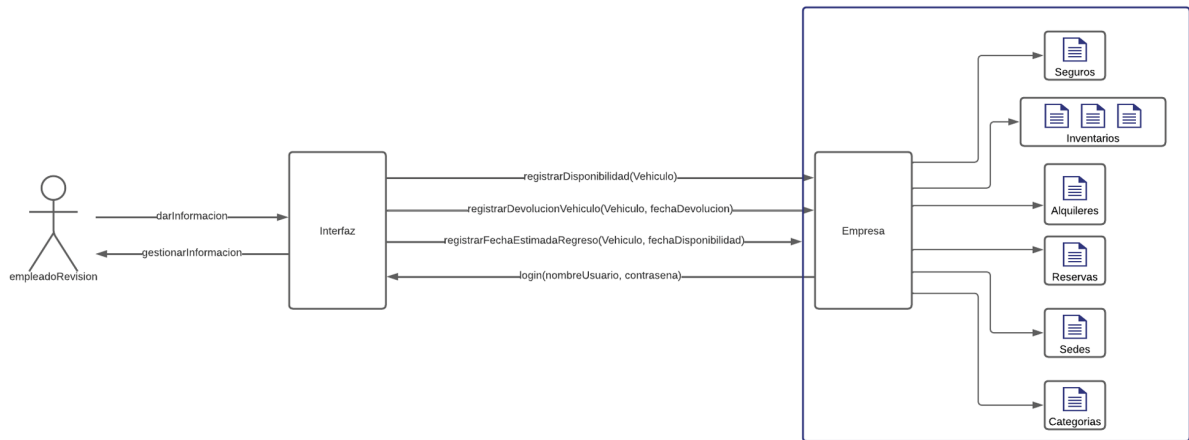 Seguros
Inventarios
registrarDisponibilidad(Vehiculo)
registrarDevolucionVehiculo(Vehiculo, fechaDevolucion)
Alquileres
darInformacion
Interfaz
Empresa
registrarFechaEstimadaRegreso(Vehiculo, fechaDisponibilidad)
gestionarInformacion
login(nombreUsuario, contrasena)
empleadoRevision
Reservas
Sedes
Categorias